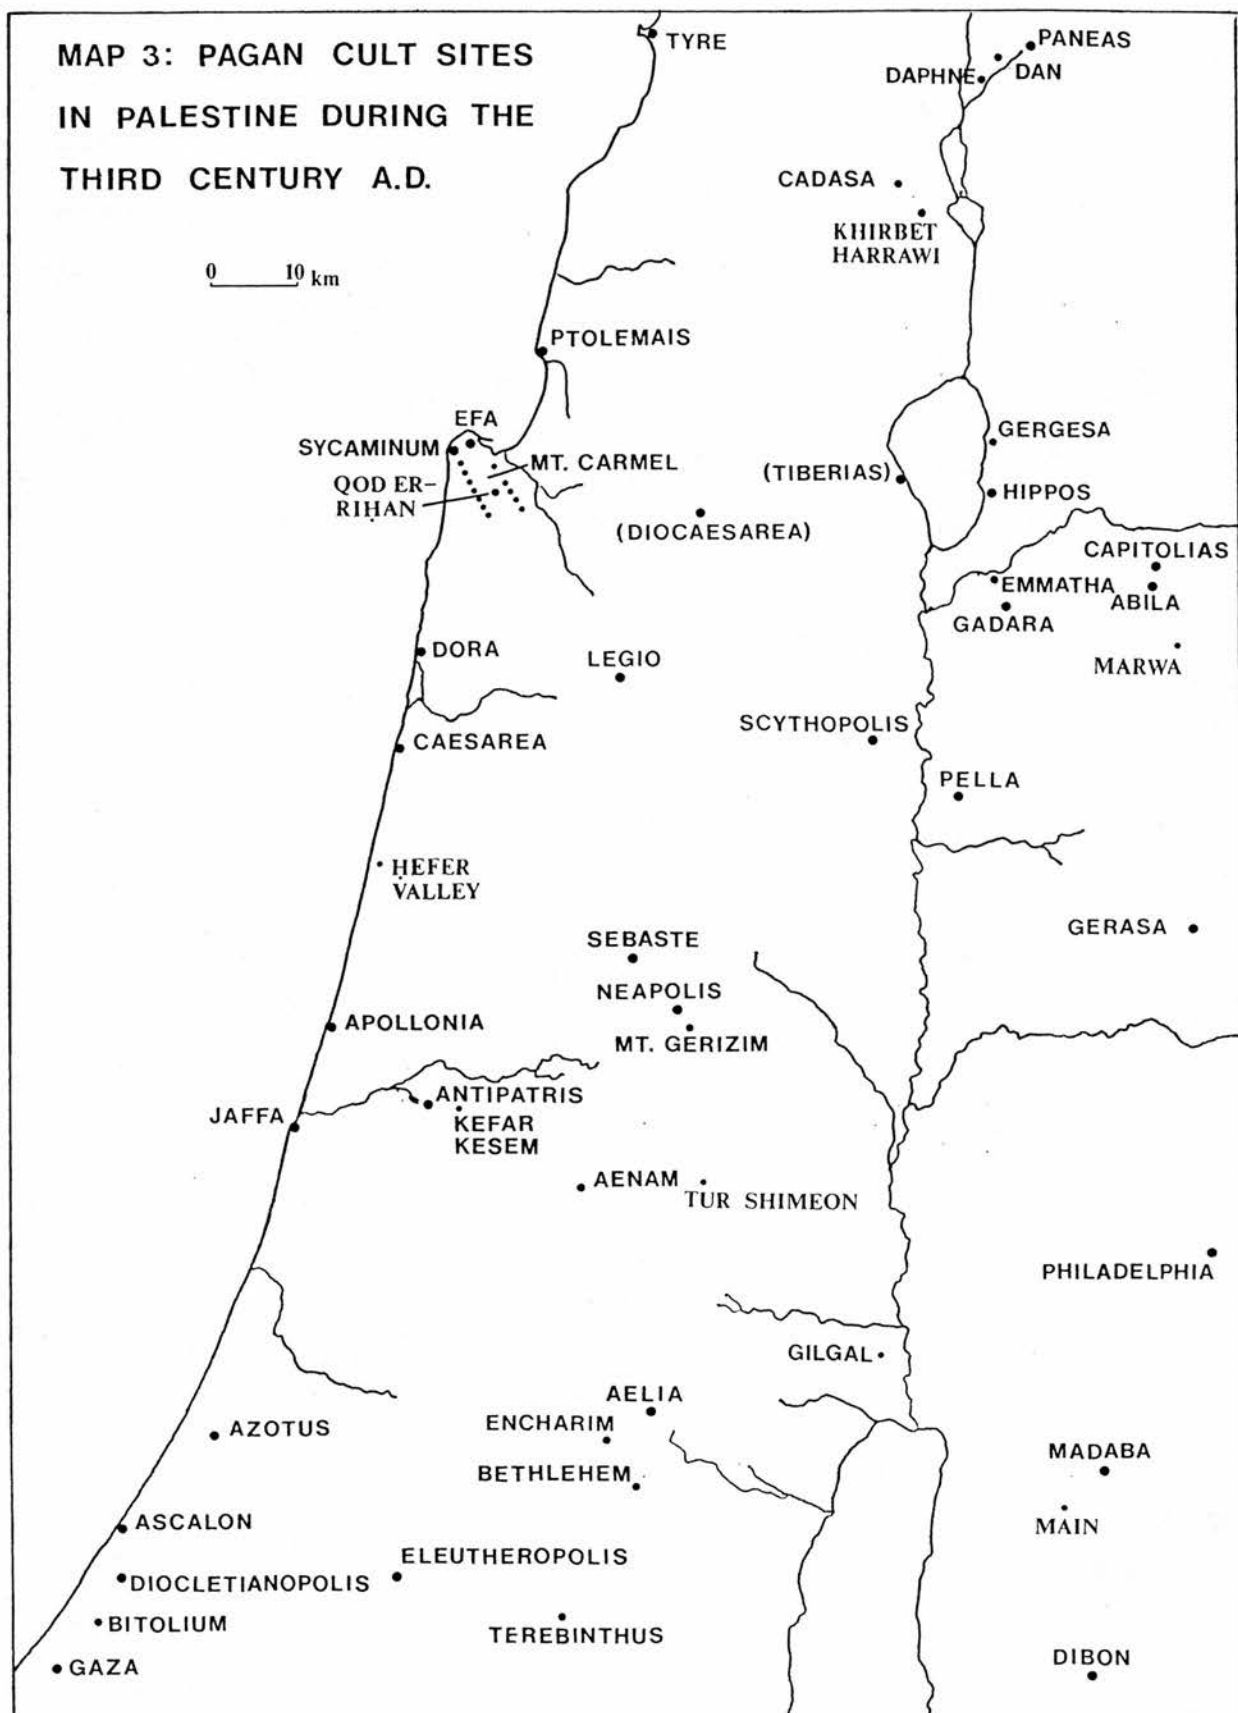 MAP 3: PAGAN CULT SITES
IN PALESTINE DURING THE
THIRD CENTURY A.D.
0 10 km
TYRE
PANEAS
DAPHNE
DAN
CADASA
KHIRBET
HARRAWI
PTOLEMAIS
EFA
SYCAMINUM
MT. CARMEL
QOD ER-
RIḤAN
(TIBERIAS)
GERGESA
HIPPOS
(DIOCAESAREA)
CAPITOLIAS
EMMATHA
ABILA
GADARA
DORA
LEGIO
MARWA
SCYTHOPOLIS
CAESAREA
PELLA
ḤEFER
VALLEY
SEBASTE
GERASA
NEAPOLIS
MT. GERIZIM
APOLLONIA
ANTIPATRIS
JAFFA
KEFAR
KESEM
AENAM
TUR SHIMEON
PHILADELPHIA
GILGAL
AELIA
ENCHARIM
AZOTUS
BETHLEHEM
MADABA
MAIN
ASCALON
ELEUTHEROPOLIS
DIOCLETIANOPOLIS
BITOLIUM
TEREBINTHUS
GAZA
DIBON